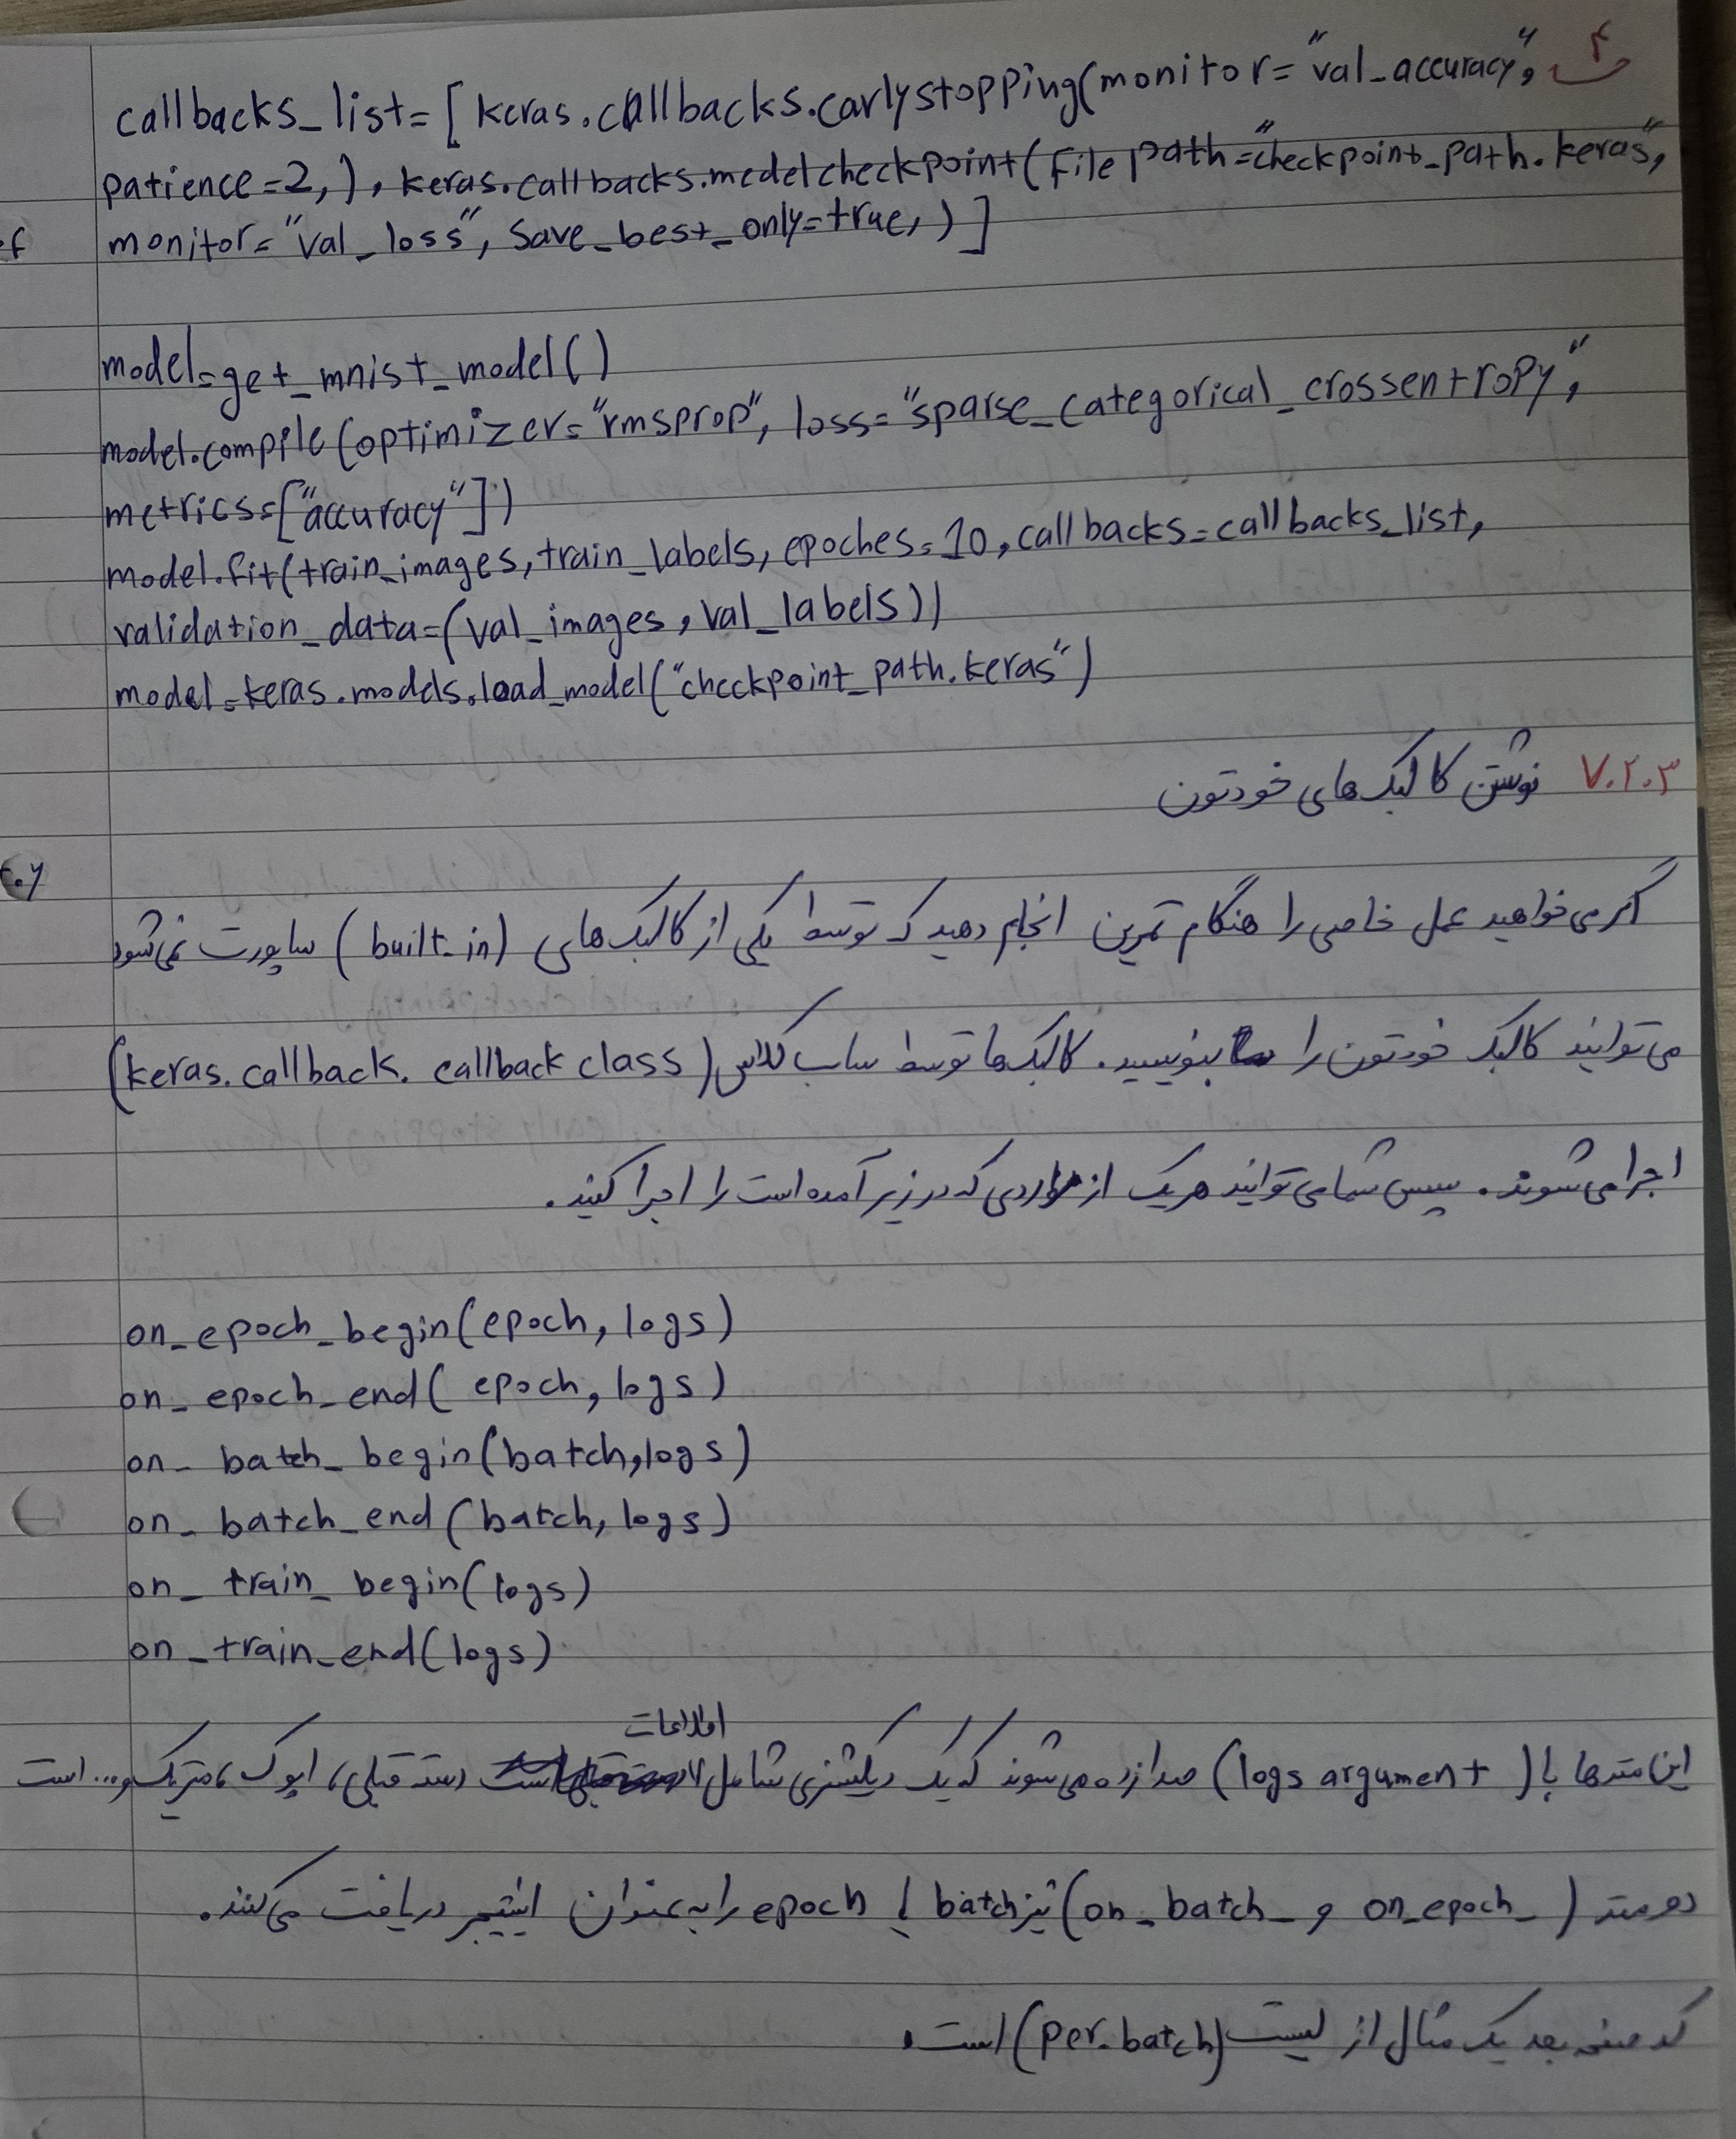 ۴
callbacks_list=[keras.callbacks.earlystopping(monitor="val_accuracy",
patience=2,), keras.callbacks.modelcheckpoint(filepath="checkpoint_path.keras",
monitor="val_loss", save_best_only=true,)]
model=get_mnist_model()
model.compile(optimizer="rmsprop", loss="sparse_categorical_crossentropy",
metrics=["accuracy"])
model.fit(train_images, train_labels, epoches=10, callbacks=callbacks_list,
validation_data=(val_images, val_labels))
model=keras.models.load_model("checkpoint_path.keras")
۷.۲.۳ نوشتن کالبک‌های خودتون
اگر می‌خواهید عمل خاصی را هنگام تمرین انجام دهید که توسط یکی از کالبک‌های (built-in) ساپورت نمی‌شود
می‌توانید کالبک خودتون را بنویسید. کالبک‌ها توسط ساب کلاس (keras.callback.callback class)
اجرا می‌شوند. سپس شما می‌توانید هریک از مواردی که در زیر آمده است را اجرا کنید.
on_epoch_begin(epoch, logs)
on_epoch_end(epoch, logs)
on_batch_begin(batch, logs)
on_batch_end(batch, logs)
on_train_begin(logs)
on_train_end(logs)
این متدها با (logs argument) صدا زده می‌شوند که یک دیکشنری شامل اطلاعات دسته قبلی، اپوک، متریک و... است
دو متد (on_epoch_ و on_batch_) نیز batch یا epoch را به عنوان اینتیجر دریافت می‌کنند.
کد صفحه بعد یک مثال از لیست (per-batch) است.